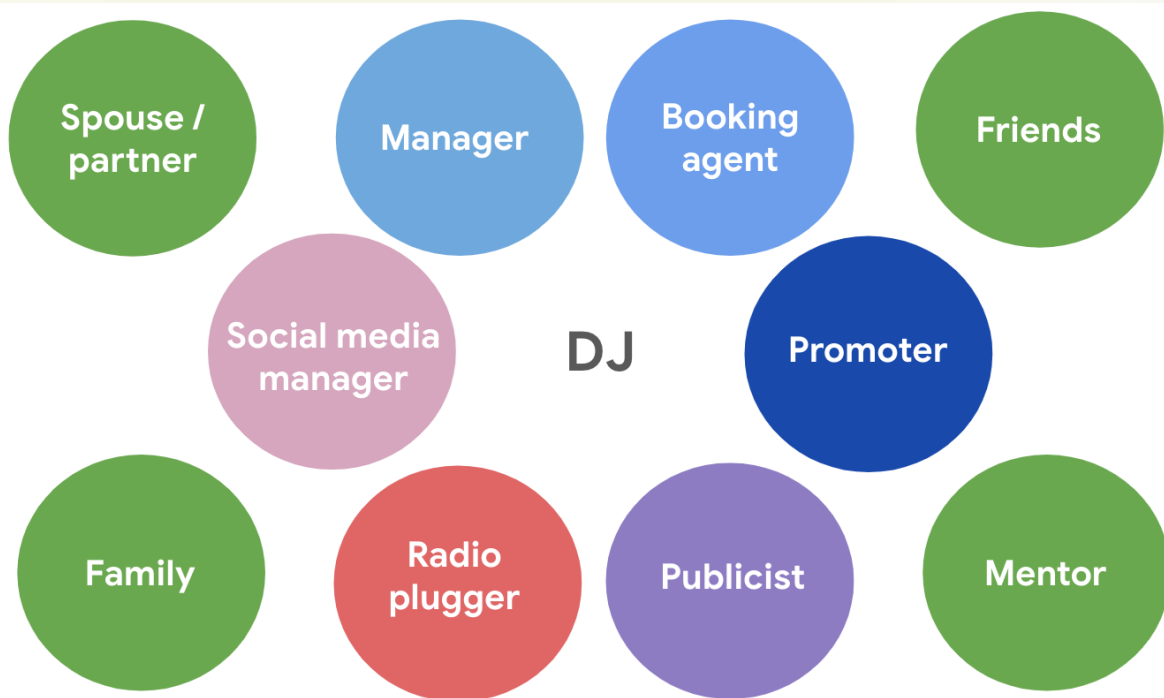 Spouse /
partner
Manager
Booking
agent
Friends
Social media
manager
DJ
Promoter
Family
Radio
plugger
Publicist
Mentor